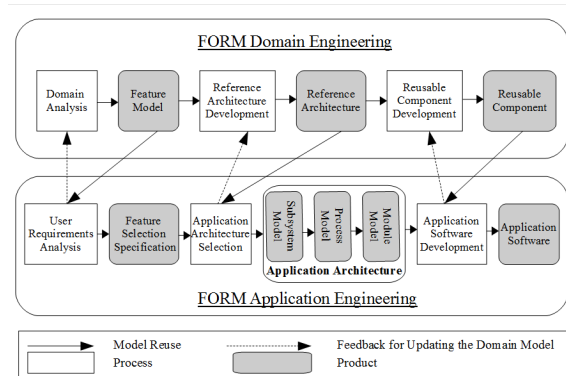 FORM Domain Engineering
Domain
Analysis
Feature
Model
Reference
Architecture
Development
Reference
Architecture
Reusable
Component
Development
Reusable
Component
User
Requirements
Analysis
Feature
Selection
Specification
Application
Architecture
Selection
Subsystem
Model
Process
Model
Module
Model
Application Architecture
Application
Software
Development
Application
Software
FORM Application Engineering
Model Reuse
Feedback for Updating the Domain Model
Process
Product